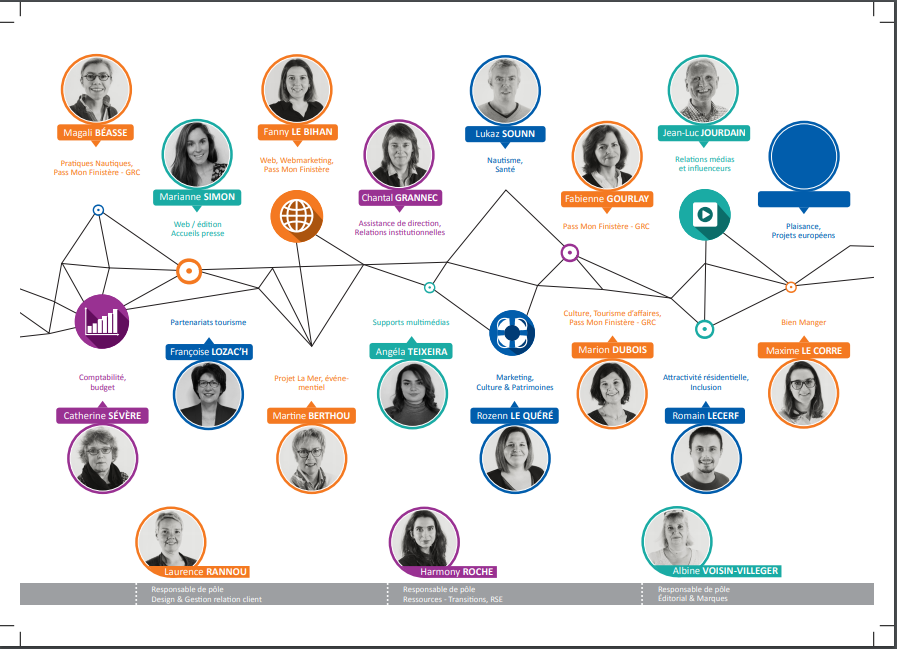 Magali BÉASSE
Pratiques Nautiques,
Pass Mon Finistère - GRC
Marianne SIMON
Web / édition
Accueils presse
Fanny LE BIHAN
Web, Webmarketing,
Pass Mon Finistère
Chantal GRANNEC
Assistance de direction,
Relations institutionnelles
Lukaz SOUNN
Nautisme,
Santé
Fabienne GOURLAY
Pass Mon Finistère - GRC
Jean-Luc JOURDAIN
Relations médias
et influenceurs
Plaisance,
Projets européens
Comptabilité,
budget
Catherine SÉVÈRE
Partenariats tourisme
Françoise LOZAC'H
Projet La Mer, événe-
mentiel
Martine BERTHOU
Supports multimédias
Angéla TEIXEIRA
Marketing,
Culture & Patrimoines
Rozenn LE QUÉRÉ
Culture, Tourisme d'affaires,
Pass Mon Finistère - GRC
Marion DUBOIS
Attractivité résidentielle,
Inclusion
Romain LECERF
Bien Manger
Maxime LE CORRE
Laurence RANNOU
Responsable de pôle
Design & Gestion relation client
Harmony ROCHE
Responsable de pôle
Ressources - Transitions, RSE
Albine VOISIN-VILLEGER
Responsable de pôle
Éditorial & Marques